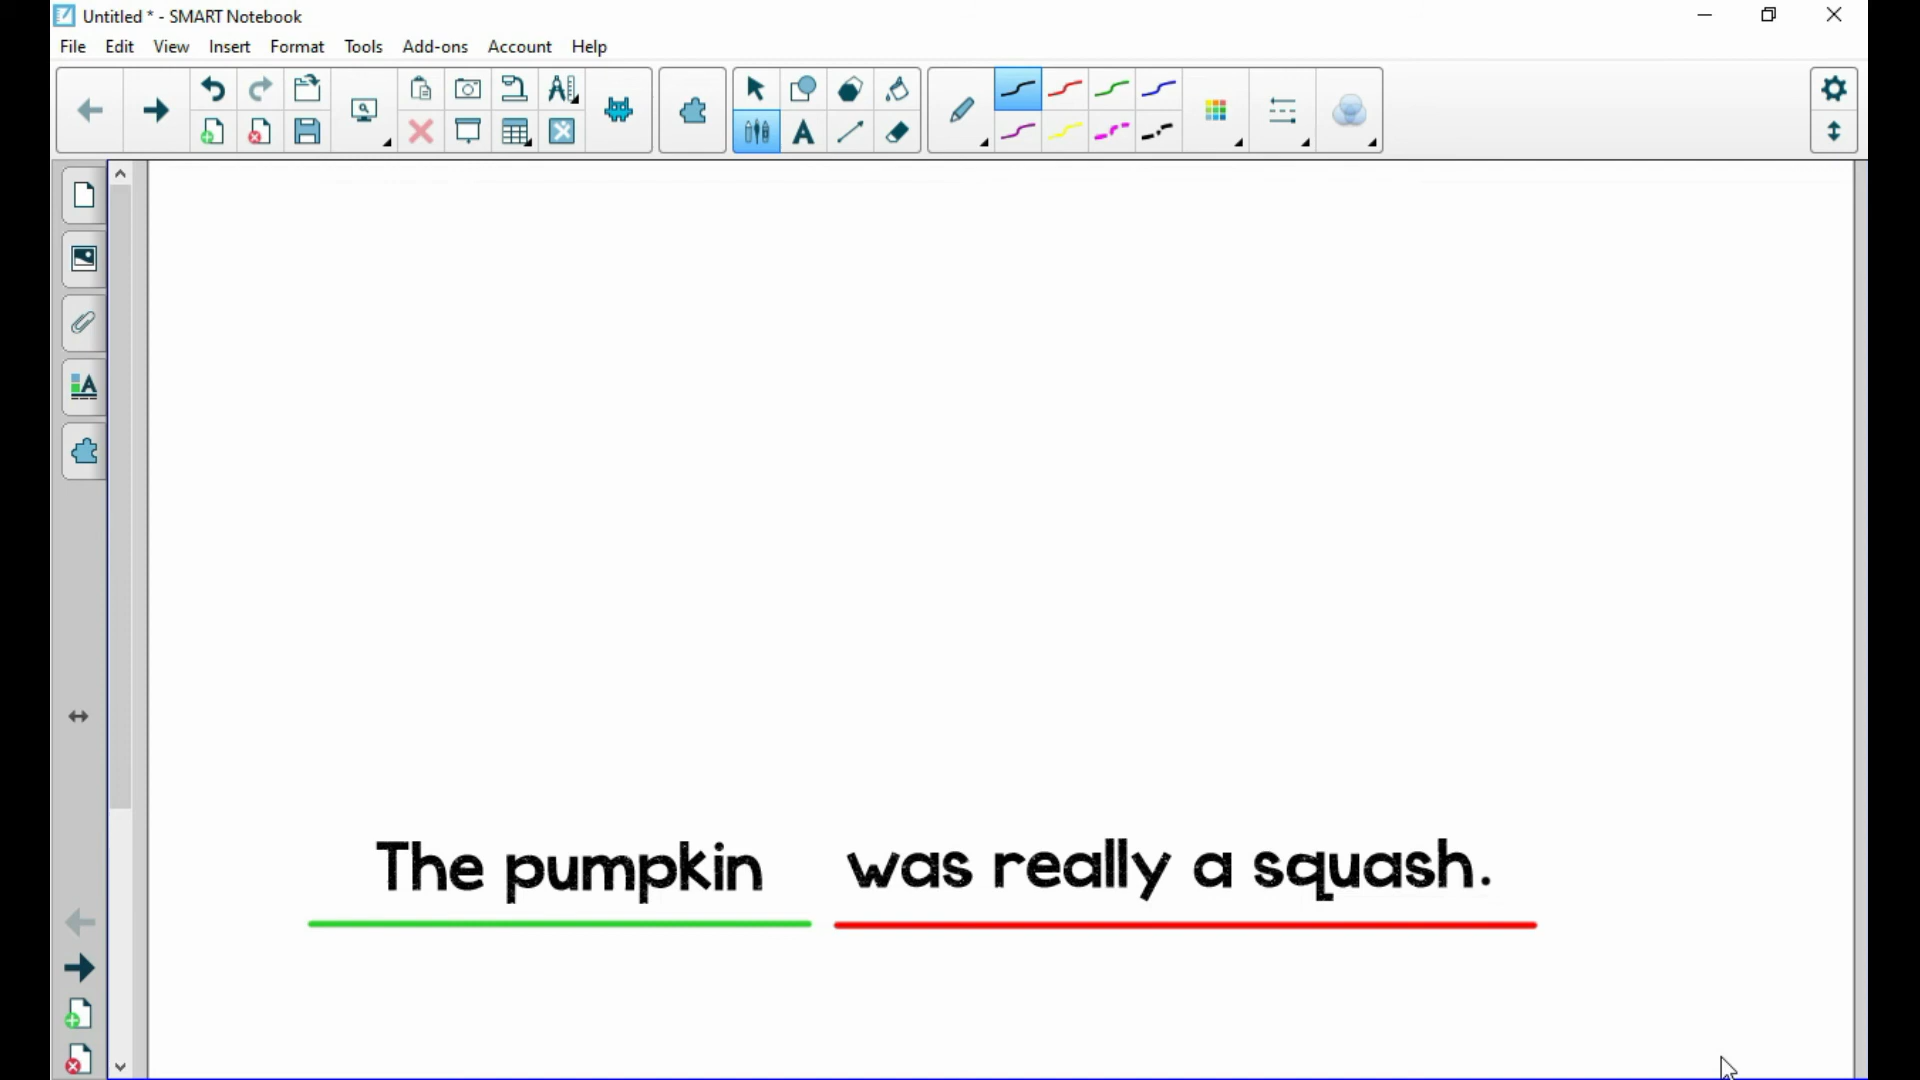 Untitled * - SMART Notebook
File Edit View Insert Format Tools Add-ons Account Help
The pumpkin was really a squash.